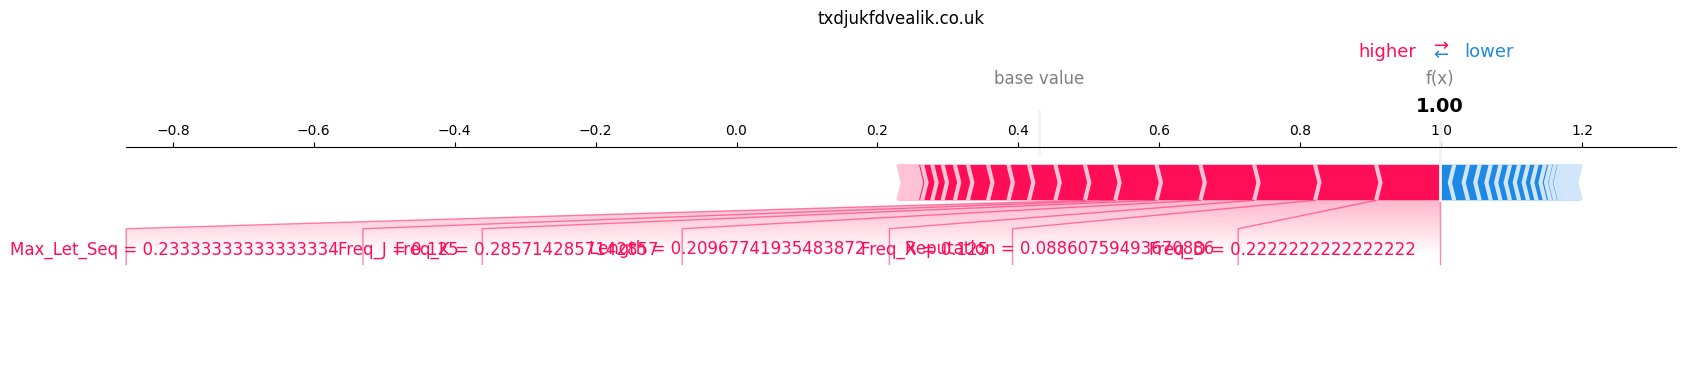 txdjukfdvealik.co.uk
higher ⇄ lower
base value f(x)
1.00
−0.8 −0.6 −0.4 −0.2 0.0 0.2 0.4 0.6 0.8 1.0 1.2
Max_Let_Seq = 0.23333333333333334 Freq_J = 0.125 Freq_K = 0.2857142857142857 Length = 0.20967741935483872 Freq_X = 0.125 Reputation = 0.0886075949367088 Freq_D = 0.2222222222222222